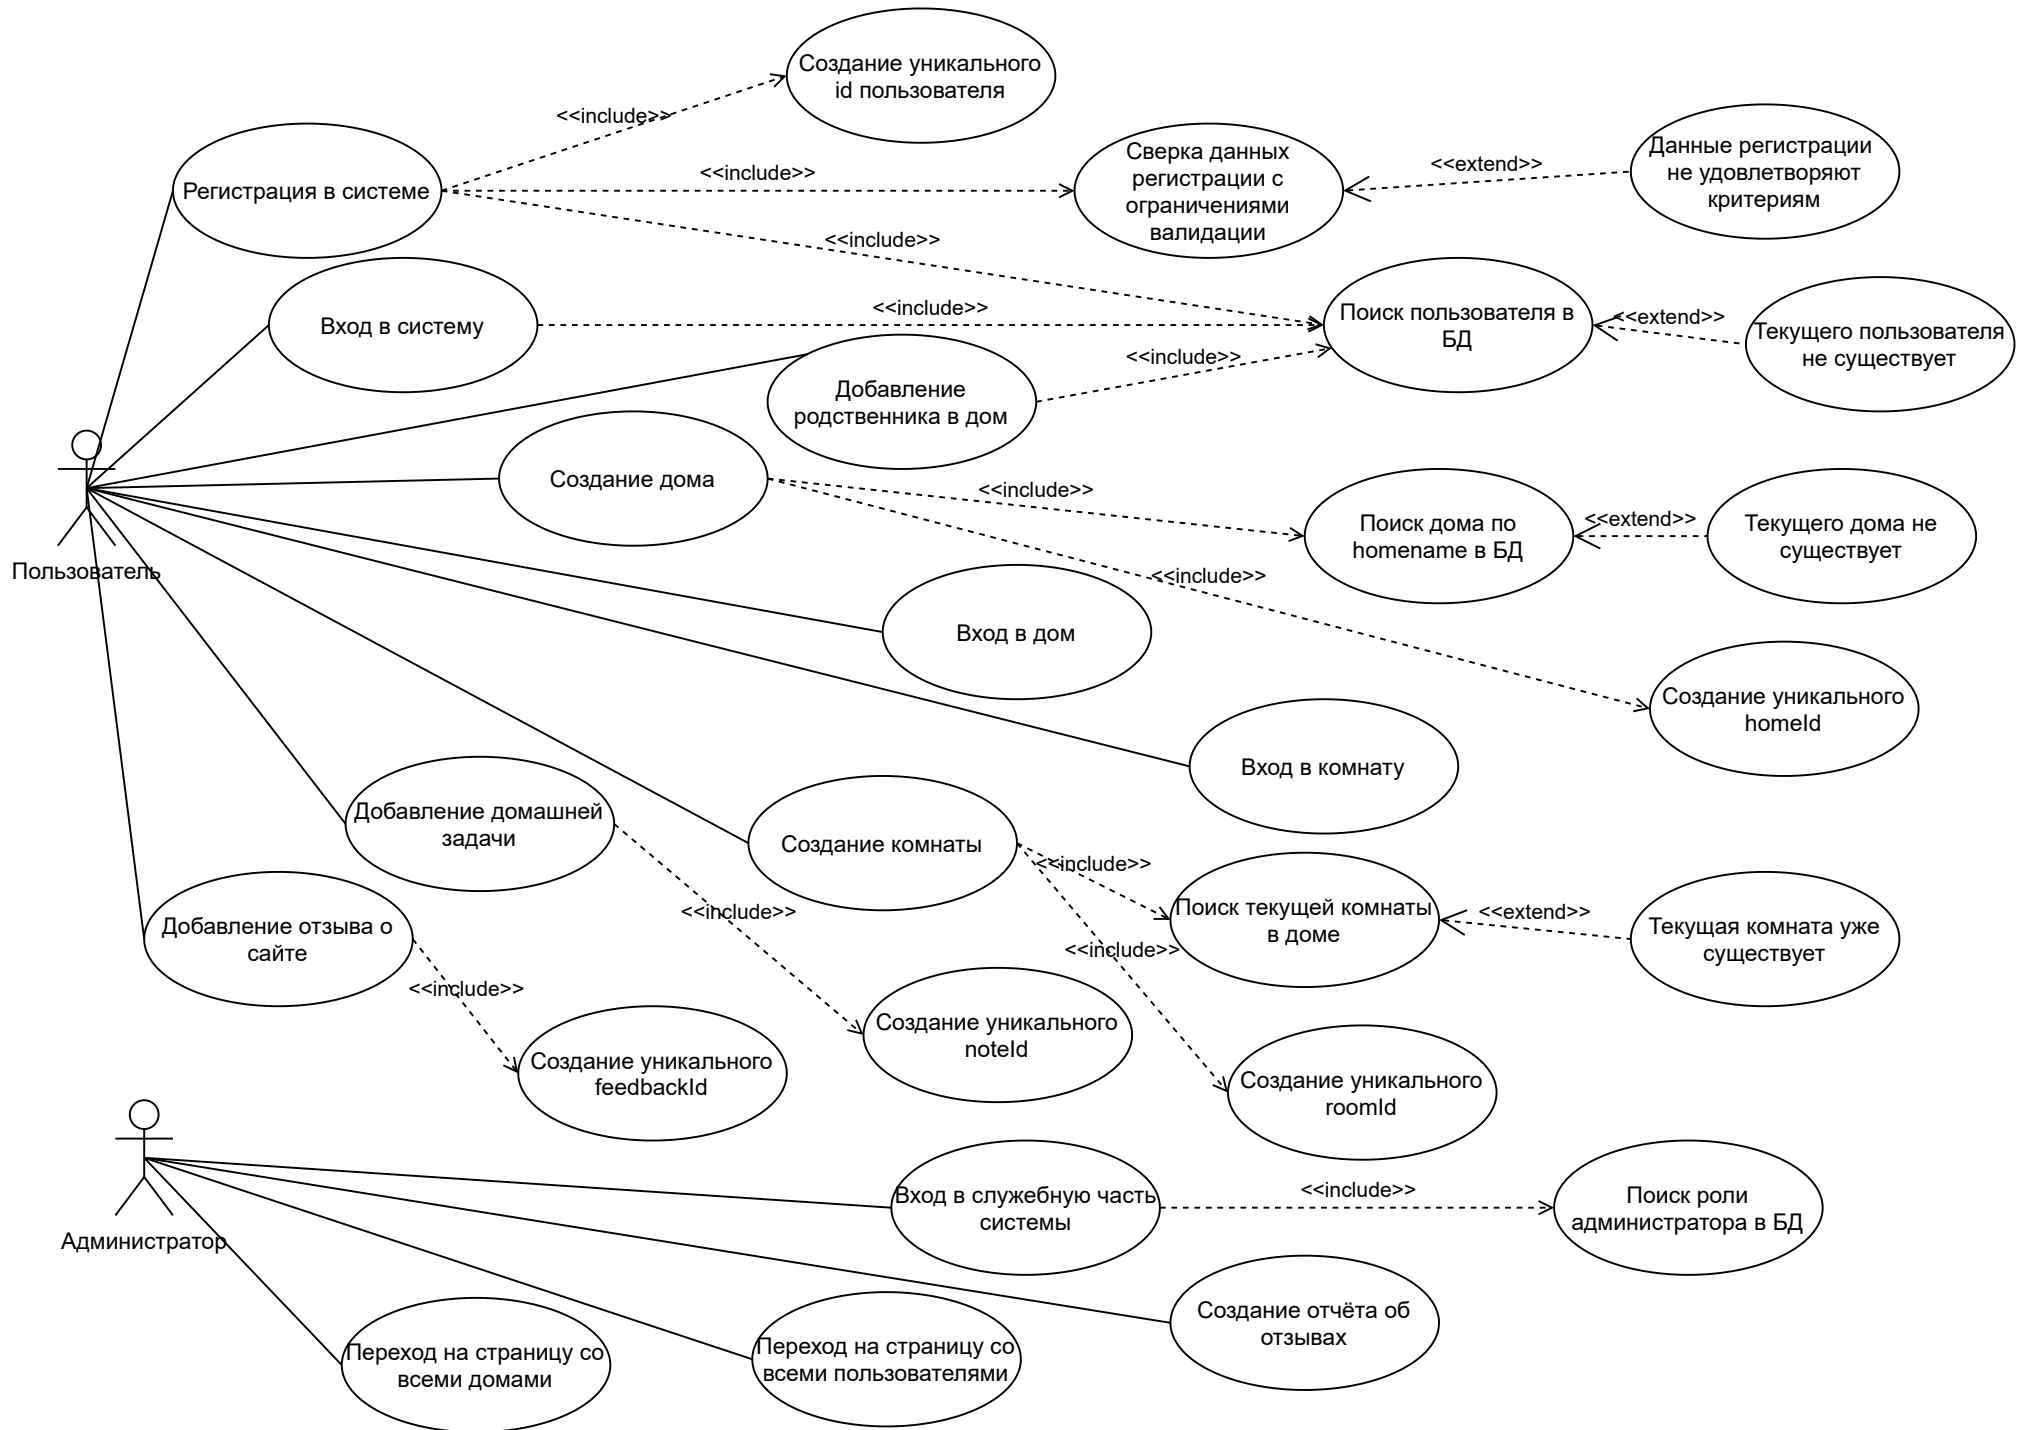 Создание уникального
id пользователя
<<include>>
Регистрация в системе
<<include>>
Сверка данных
регистрации с
ограничениями
валидации
<<extend>>
Данные регистрации
не удовлетворяют
критериям
<<include>>
Вход в систему
<<include>>
Поиск пользователя в
БД
<<extend>>
Текущего пользователя
не существует
<<include>>
Добавление
родственника в дом
Создание дома
<<include>>
Поиск дома по
homename в БД
<<extend>>
Текущего дома не
существует
Пользователь
<<include>>
Вход в дом
Создание уникального
homeId
Вход в комнату
Добавление домашней
задачи
Создание комнаты
<<include>>
Поиск текущей комнаты
в доме
<<extend>>
Текущая комната уже
существует
<<include>>
Добавление отзыва о
сайте
<<include>>
<<include>>
Создание уникального
noteId
Создание уникального
feedbackId
Создание уникального
roomId
Администратор
Вход в служебную часть
системы
<<include>>
Поиск роли
администратора в БД
Создание отчёта об
отзывах
Переход на страницу со
всеми домами
Переход на страницу со
всеми пользователями